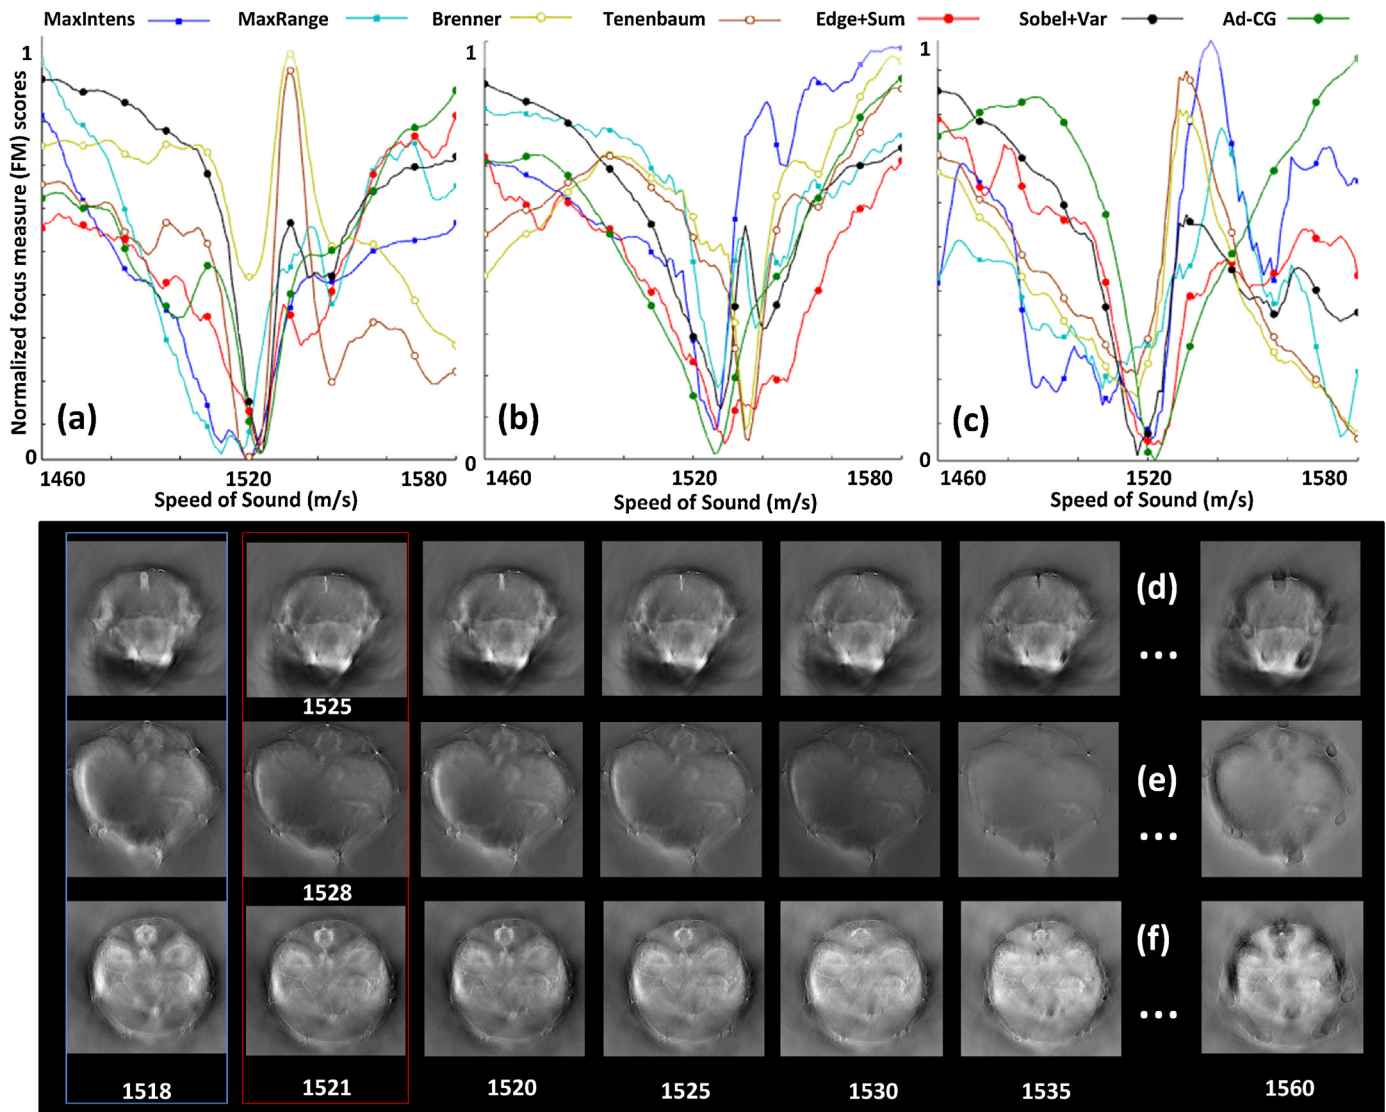 MaxIntens MaxRange Brenner Tenenbaum Edge+Sum Sobel+Var Ad-CG
Normalized focus measure (FM) scores
1
(a)
0
1460 1520 1580
Speed of Sound (m/s)
1
(b)
0
1460 1520 1580
Speed of Sound (m/s)
1
(c)
0
1460 1520 1580
Speed of Sound (m/s)
(d)
...
1525
(e)
...
1528
(f)
...
1518 1521 1520 1525 1530 1535 1560